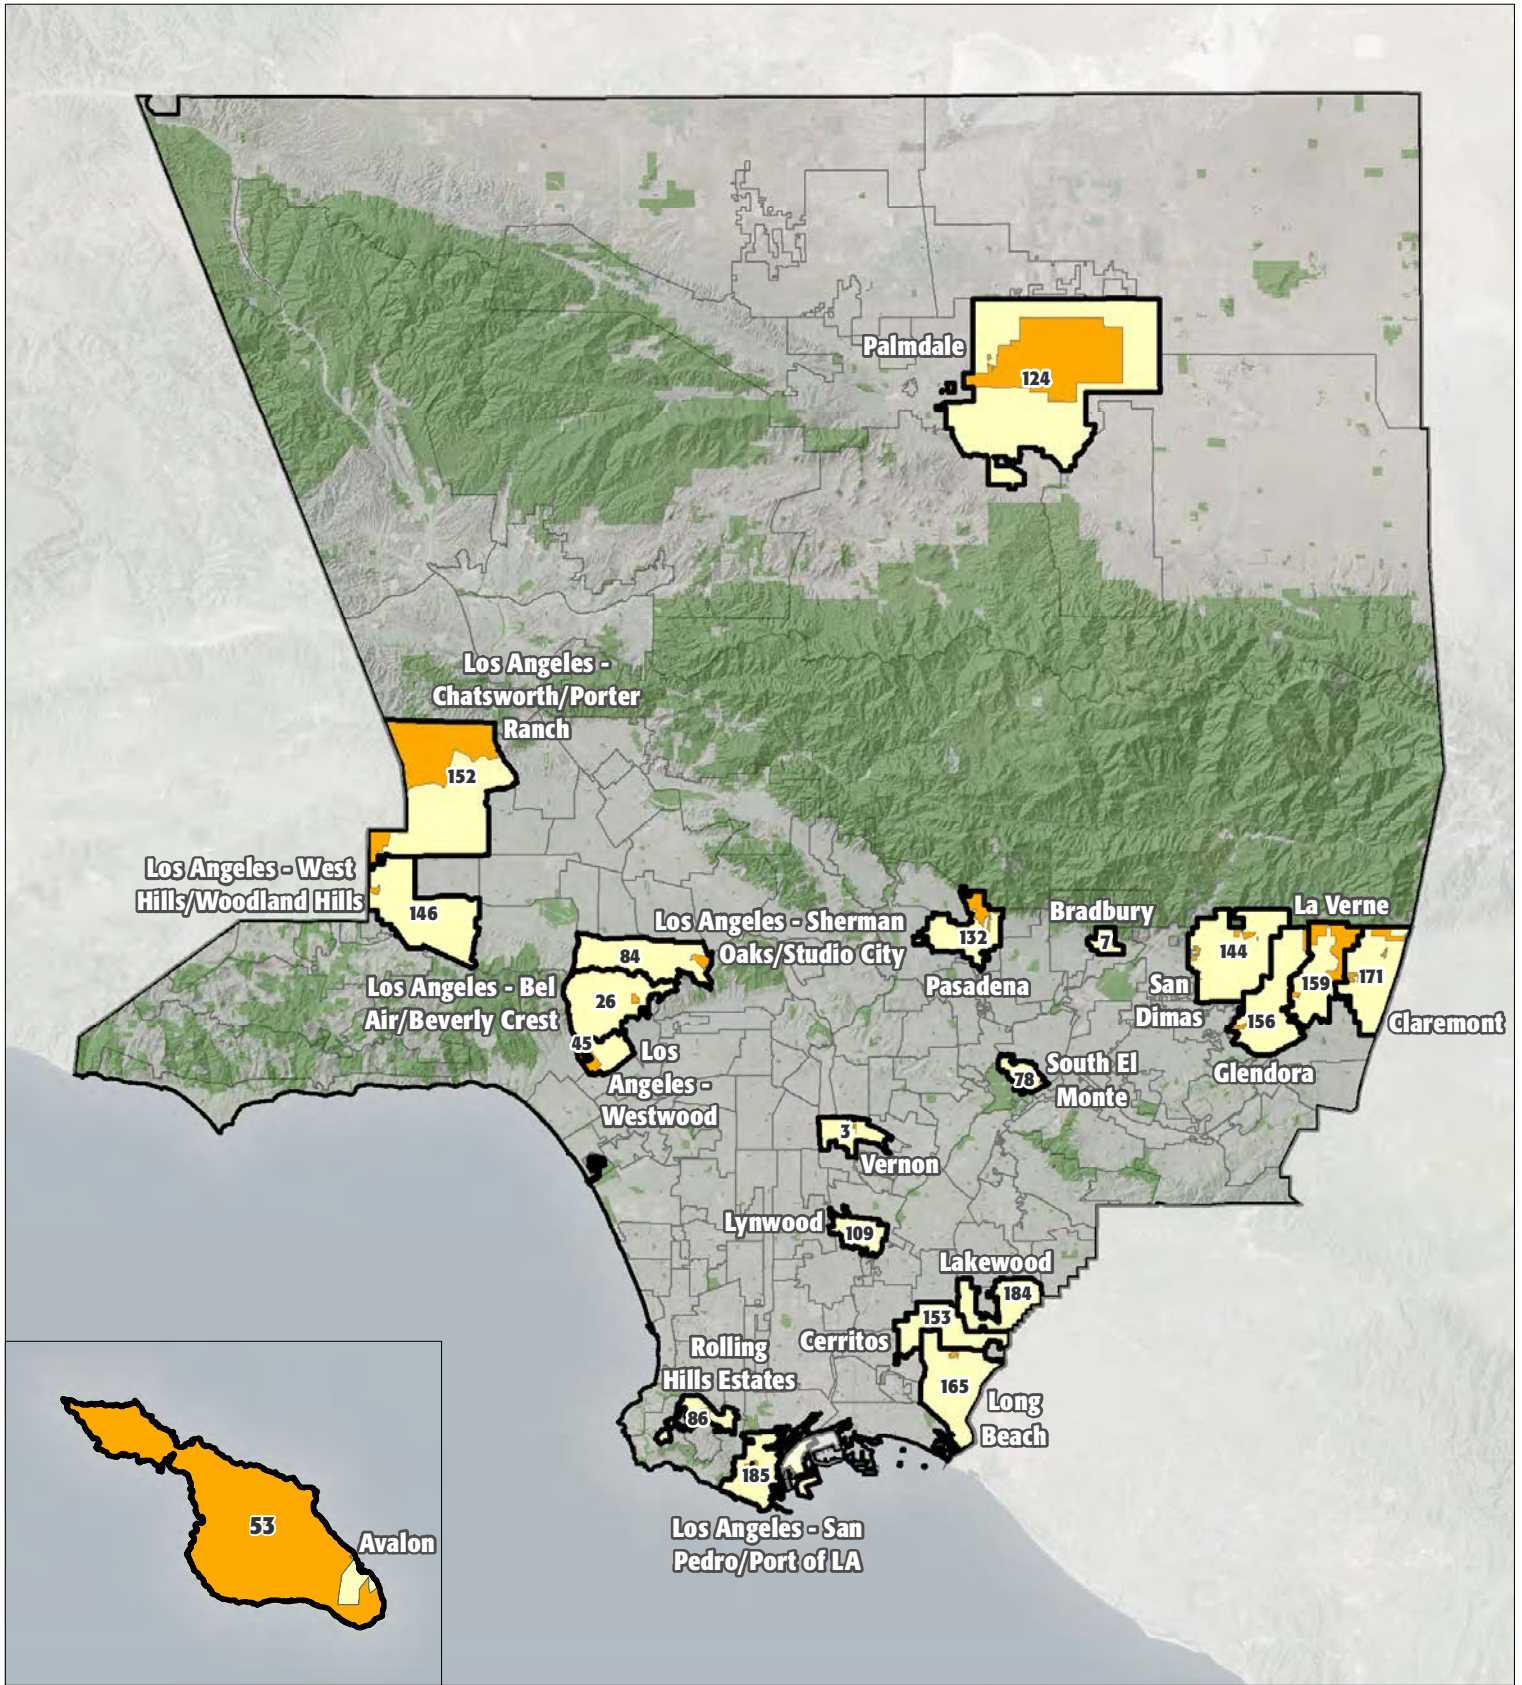 Palmdale
124
Los Angeles -
Chatsworth/Porter
Ranch
152
Los Angeles - West
Hills/Woodland Hills
146
Los Angeles - Sherman
Oaks/Studio City
84
Los Angeles - Bel
Air/Beverly Crest
26
45
Los
Angeles -
Westwood
132
Pasadena
Bradbury
7
La Verne
144
San
Dimas
159
171
156
Claremont
Glendora
South El
Monte
78
3
Vernon
Lynwood
109
Lakewood
184
153
Cerritos
Rolling
Hills Estates
86
165
Long
Beach
185
Los Angeles - San
Pedro/Port of LA
53
Avalon